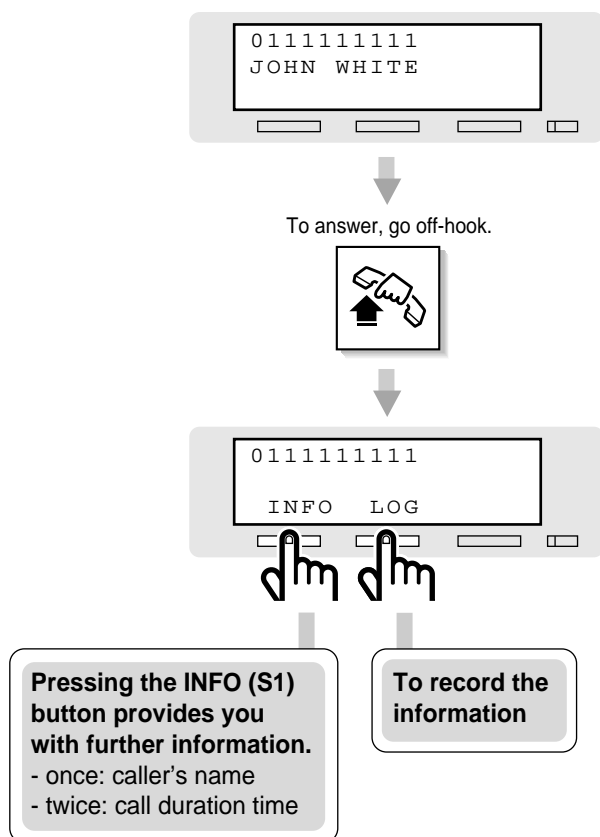 0111111111
JOHN WHITE
To answer, go off-hook.
0111111111
INFO LOG
Pressing the INFO (S1)
button provides you
with further information.
- once: caller's name
- twice: call duration time
To record the
information